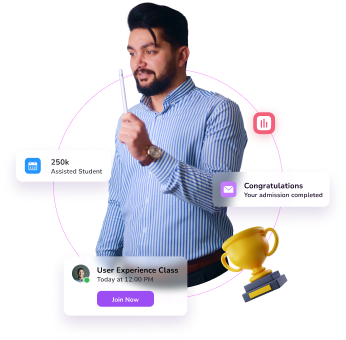 250k
Assisted Student
Congratulations
Your admission completed
User Experience Class
Today at 12:00 PM
Join Now